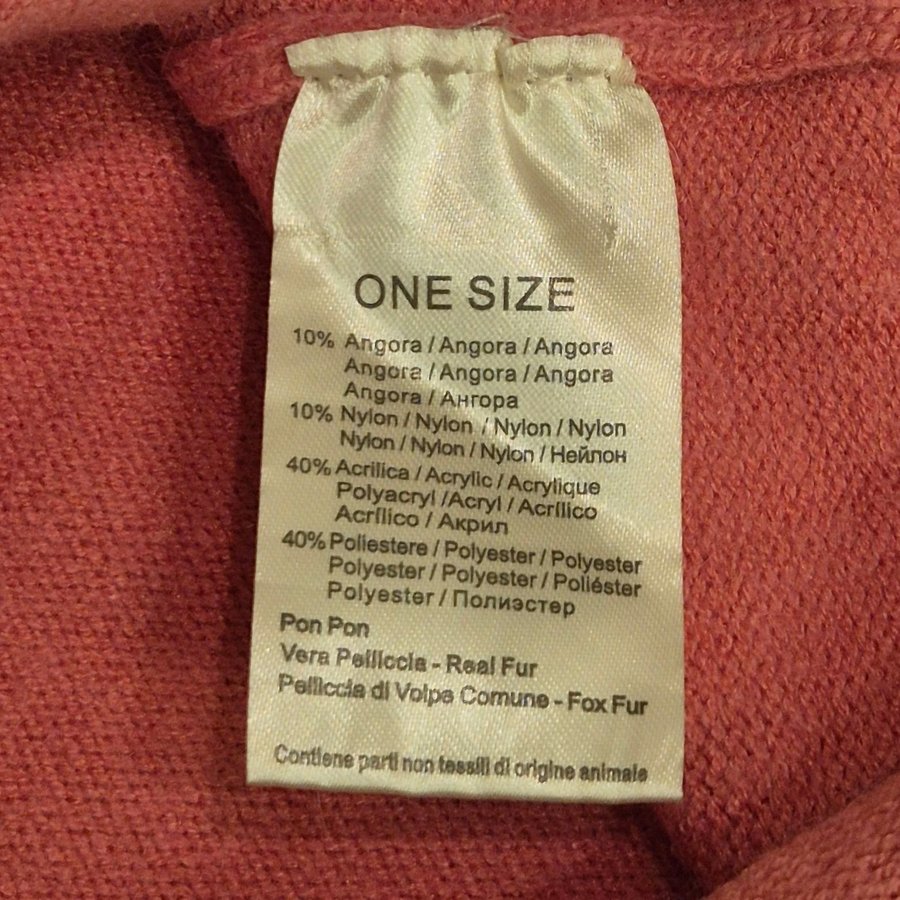 ONE SIZE
10% Angora / Angora / Angora
Angora / Angora / Angora
Angora / Ангора
10% Nylon / Nylon / Nylon / Nylon
Nylon / Nylon / Nylon / Нейлон
40% Acrilica / Acrylic / Acrylique
Polyacryl /Acryl / Acrílico
Acrílico / Акрил
40% Poliestere / Polyester / Polyester
Polyester / Polyester / Poliéster
Polyester / Полиэстер
Pon Pon
Vera Pelliccia - Real Fur
Pelliccia di Volpe Comune - Fox Fur
Contiene parti non tessili di origine animale